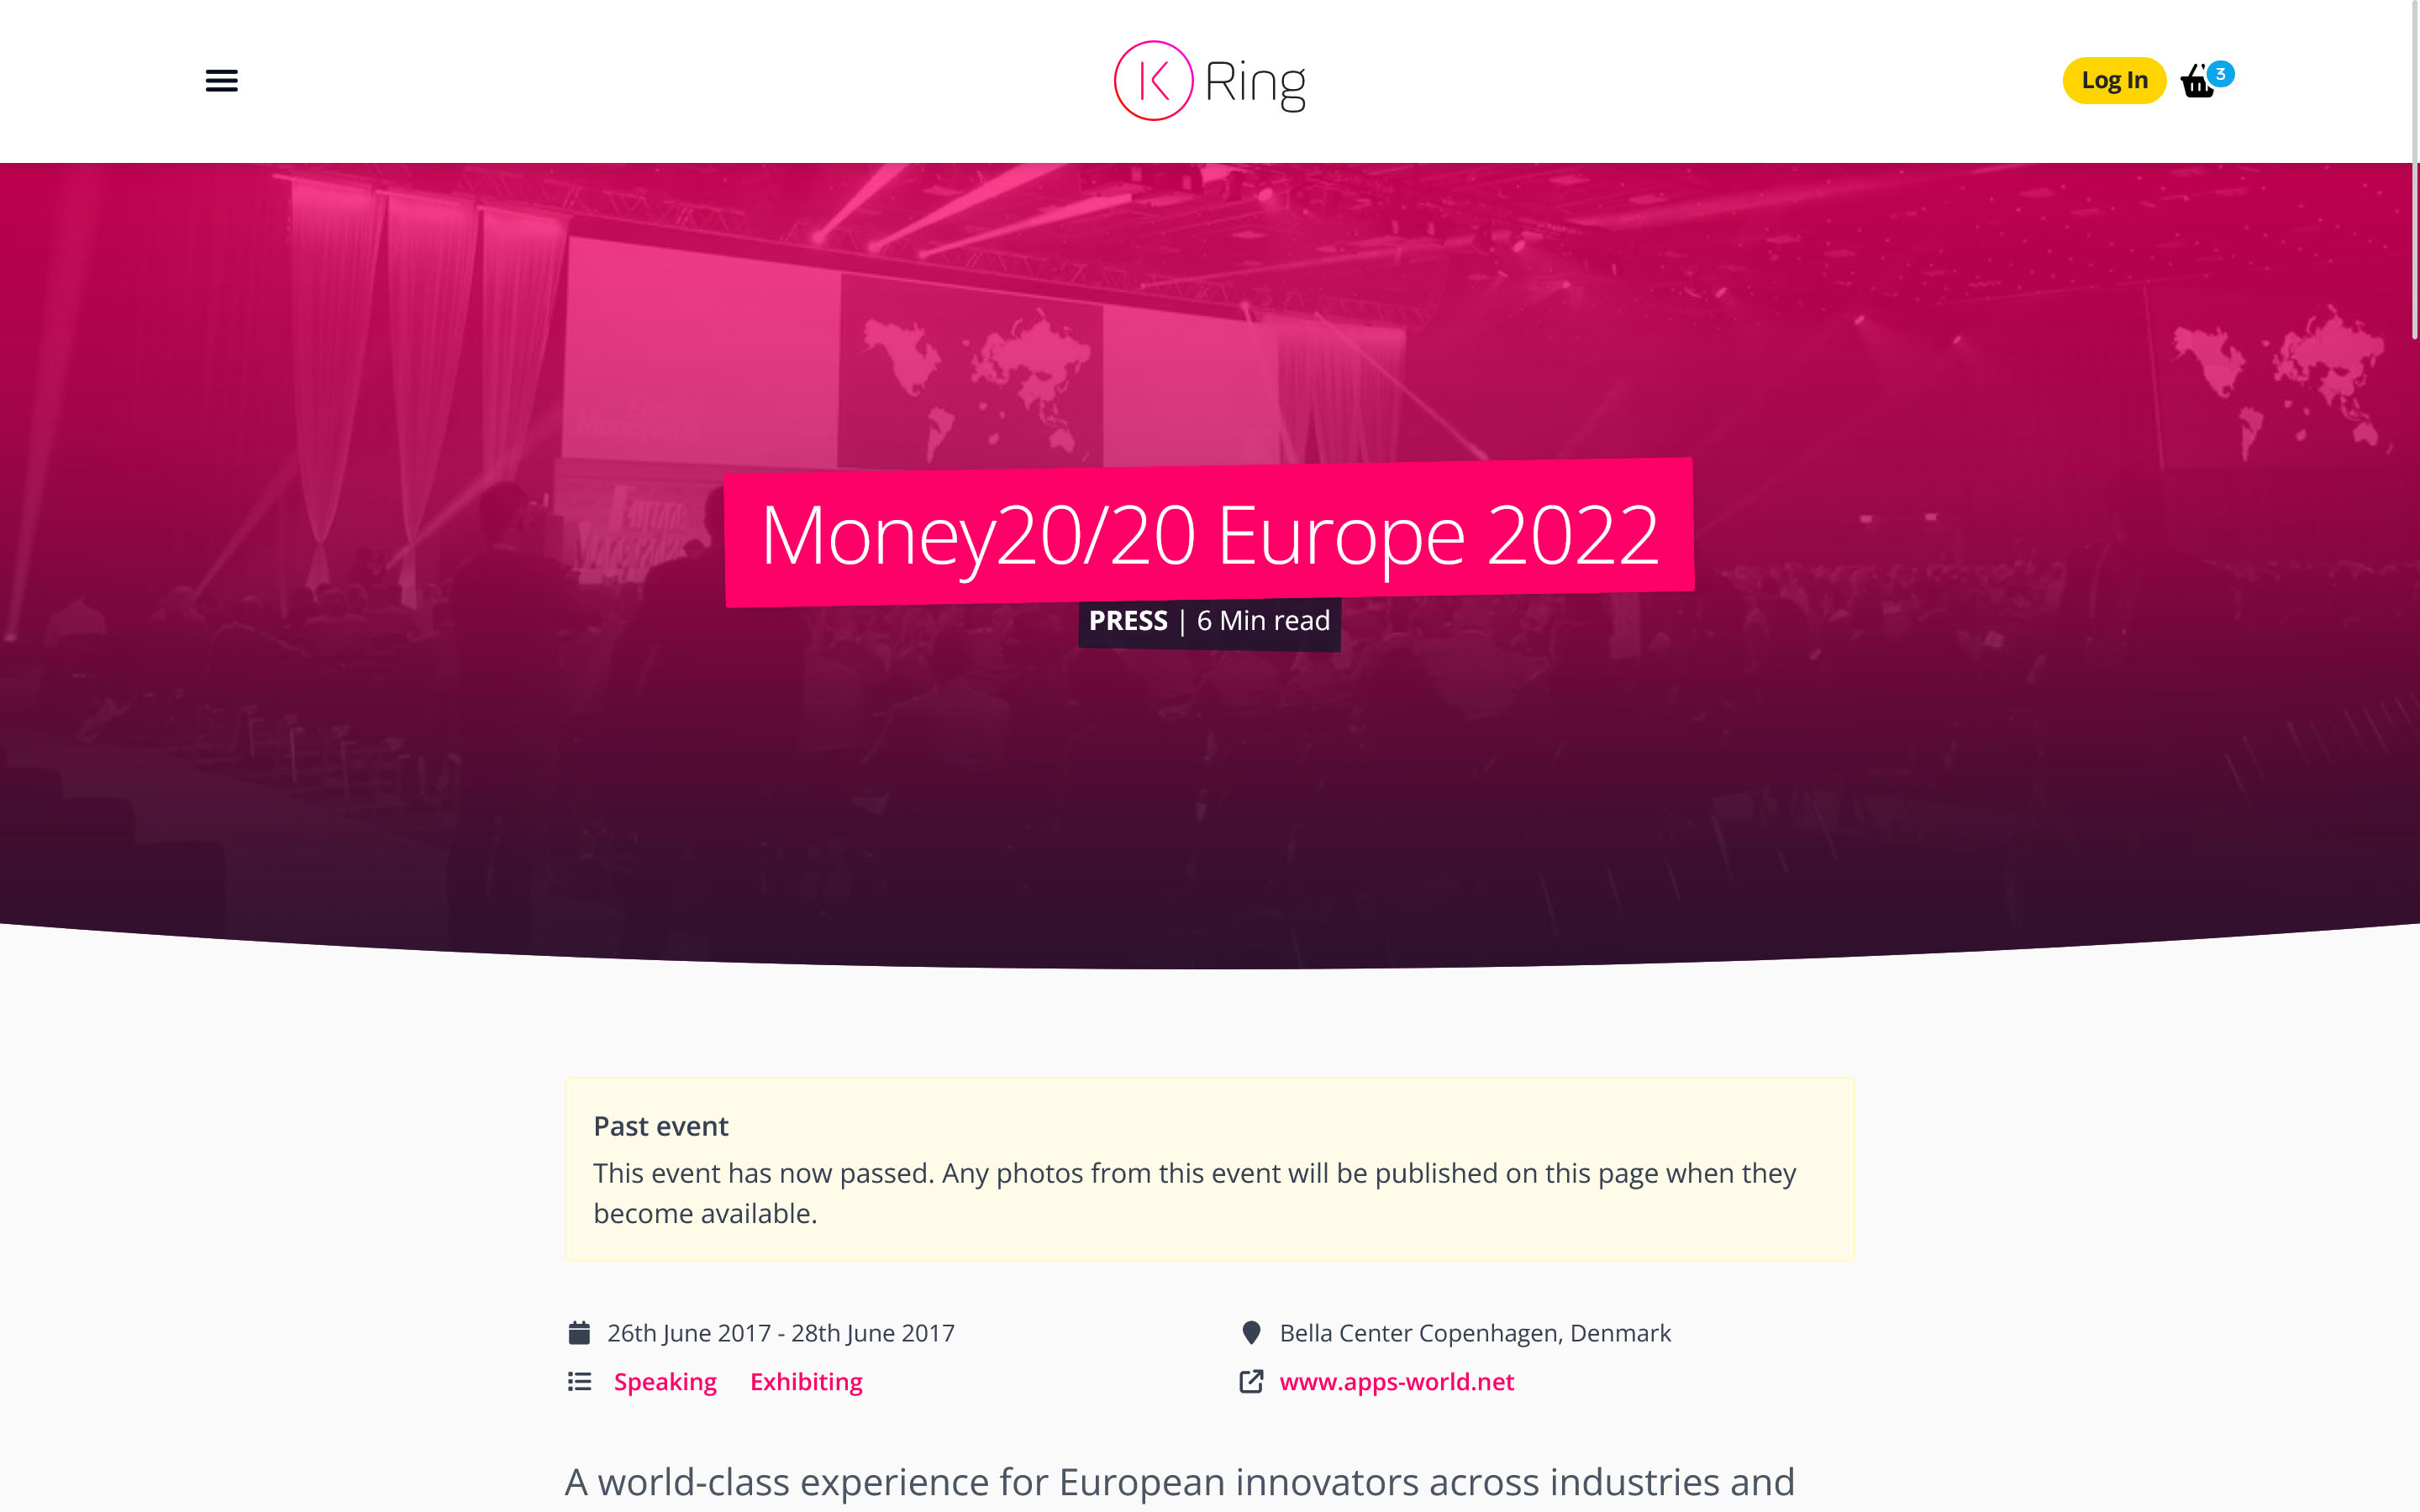 K Ring
Log In
3
Money20/20 Europe 2022
PRESS | 6 Min read
Past event
This event has now passed. Any photos from this event will be published on this page when they
become available.
26th June 2017 - 28th June 2017
Bella Center Copenhagen, Denmark
Speaking Exhibiting
www.apps-world.net
A world-class experience for European innovators across industries and